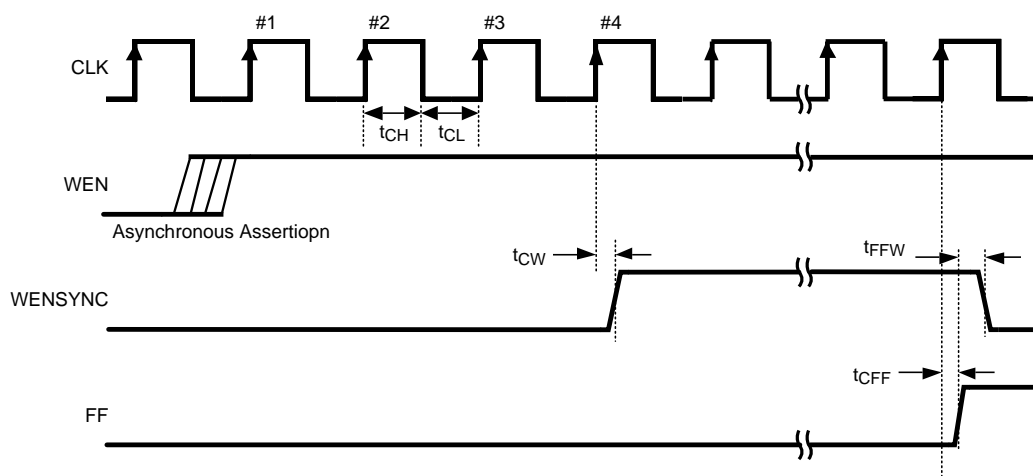 #1 #2 #3 #4
CLK
tCH tCL
WEN
Asynchronous Assertiopn
tCW tFFW
WENSYNC
tCFF
FF